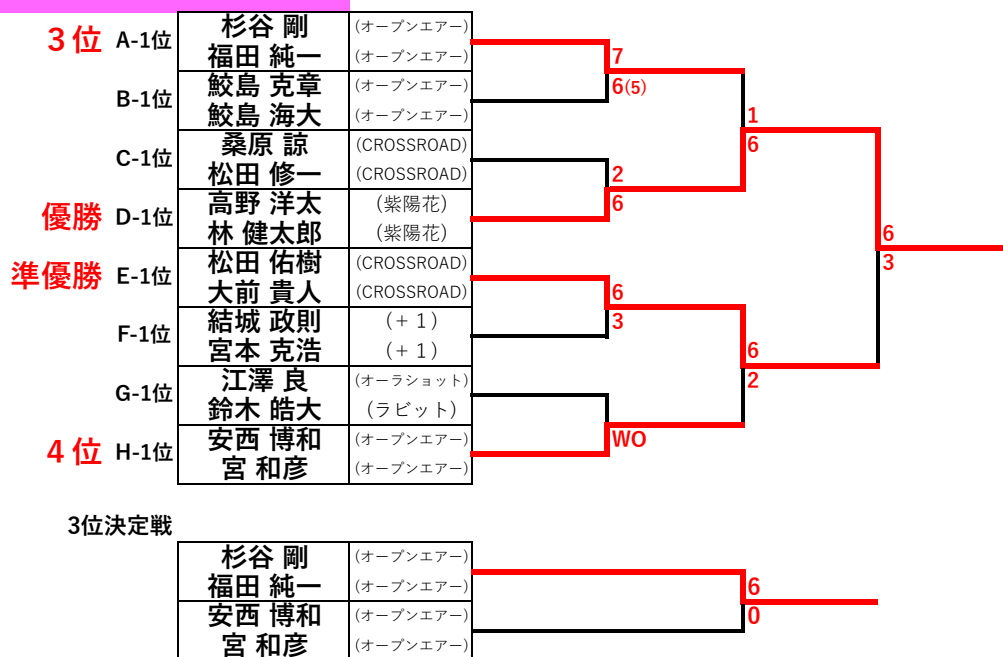 3位 A-1位 杉谷 剛 (オープンエアー)
福田 純一 (オープンエアー)
7
B-1位 鮫島 克章 (オープンエアー) 6(5)
鮫島 海大 (オープンエアー)
1
C-1位 桑原 諒 (CROSSROAD) 6
松田 修一 (CROSSROAD) 2
優勝 D-1位 高野 洋太 (紫陽花) 6
林 健太郎 (紫陽花)
6
準優勝 E-1位 松田 佑樹 (CROSSROAD) 3
大前 貴人 (CROSSROAD) 6
F-1位 結城 政則 (+1) 3
宮本 克浩 (+1) 6
G-1位 江澤 良 (オーラショット) 2
鈴木 皓大 (ラビット)
4位 H-1位 安西 博和 (オープンエアー) WO
宮 和彦 (オープンエアー)
3位決定戦
杉谷 剛 (オープンエアー)
福田 純一 (オープンエアー) 6
安西 博和 (オープンエアー) 0
宮 和彦 (オープンエアー)